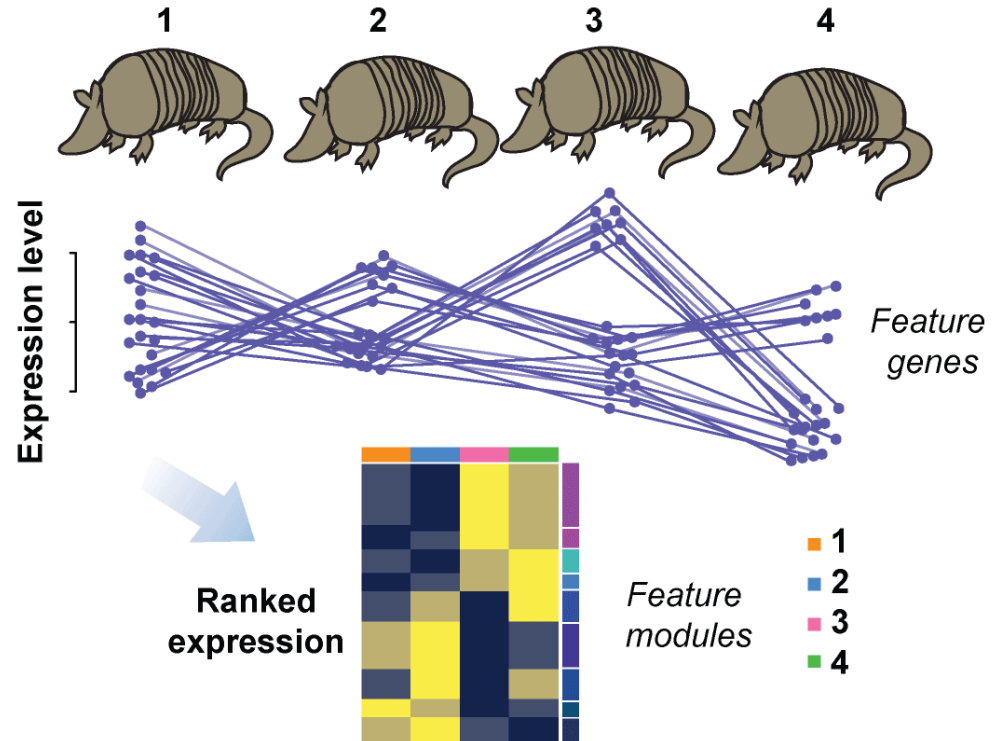 1 2 3 4
Expression level
Feature
genes
Ranked
expression
Feature
modules
1
2
3
4